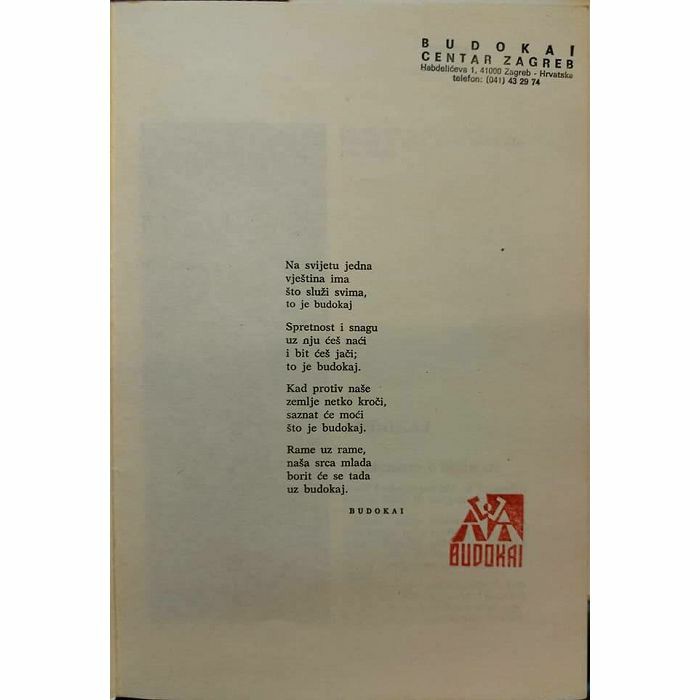 BUDOKAI
CENTAR ZAGREB
Habdelićeva 1, 41000 Zagreb - Hrvatska
telefon: (041) 43 29 74
Na svijetu jedna
vještina ima
što služi svima,
to je budokaj
Spretnost i snagu
uz nju ćeš naći
i bit ćeš jači;
to je budokaj.
Kad protiv naše
zemlje netko kroči,
saznat će moći
što je budokaj.
Rame uz rame,
naša srca mlada
borit će se tada
uz budokaj.
BUDOKAI
BUDOKAI